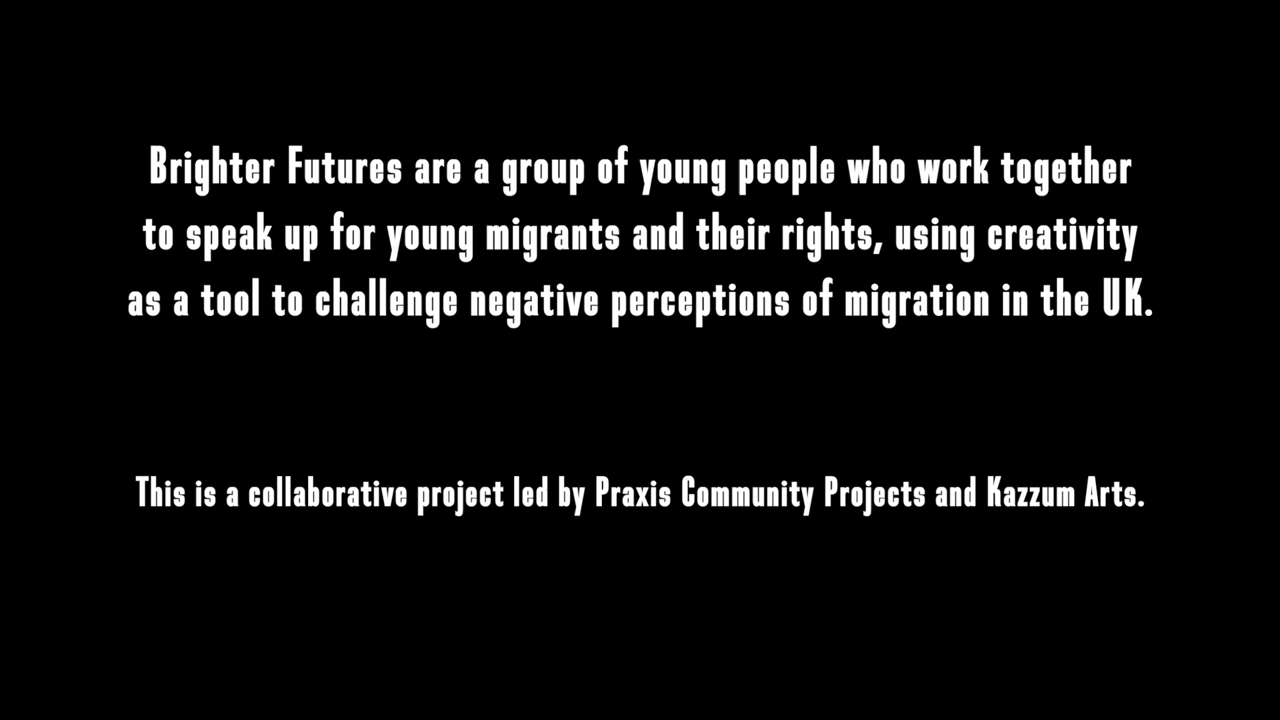 Brighter Futures are a group of young people who work together
to speak up for young migrants and their rights, using creativity
as a tool to challenge negative perceptions of migration in the UK.
This is a collaborative project led by Praxis Community Projects and Kazzum Arts.